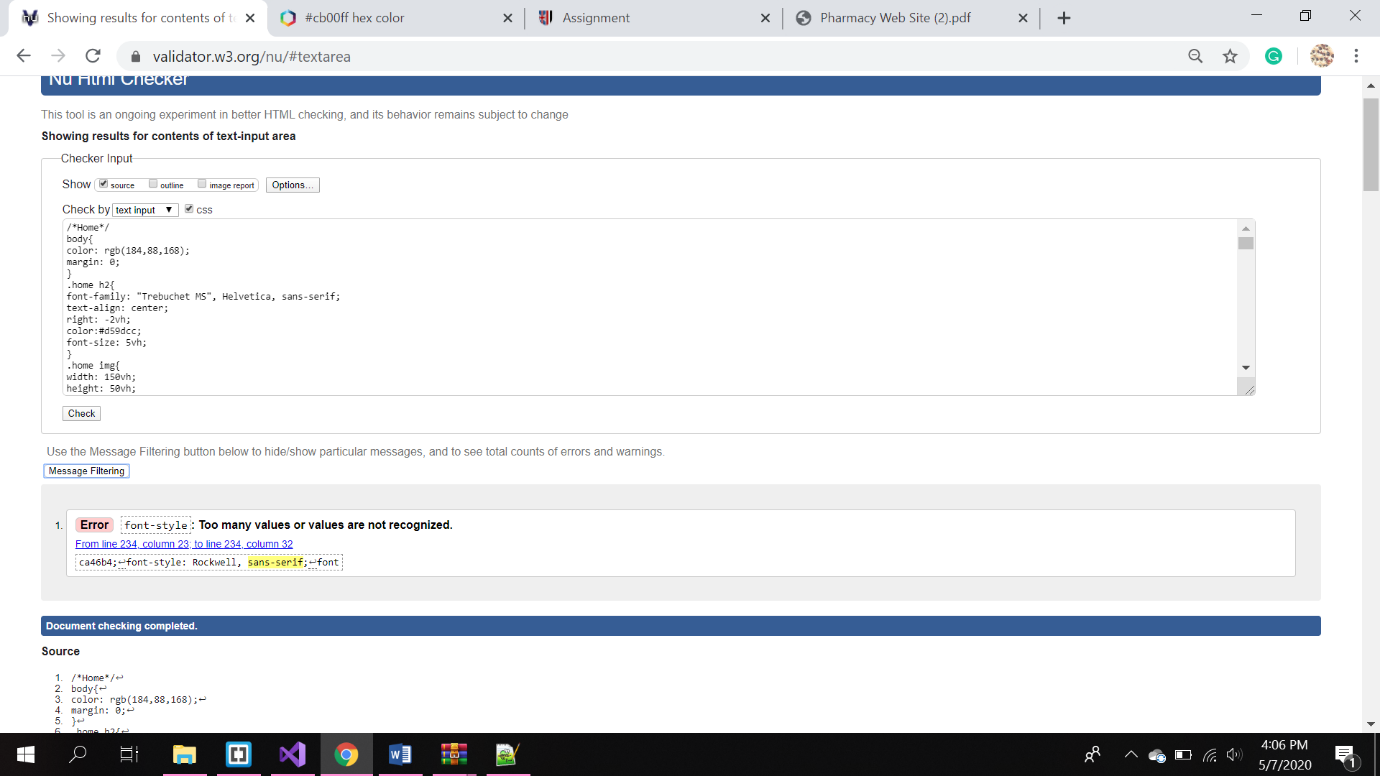 Showing results for contents of t
#cb00ff hex color
Assignment
Pharmacy Web Site (2).pdf
validator.w3.org/nu/#textarea
Nu Html Checker
This tool is an ongoing experiment in better HTML checking, and its behavior remains subject to change
Showing results for contents of text-input area
Checker Input
Show source outline image report Options...
Check by text input css
/*Home*/
body{
color: rgb(184,88,168);
margin: 0;
}
.home h2{
font-family: "Trebuchet MS", Helvetica, sans-serif;
text-align: center;
right: -2vh;
color:#d59dcc;
font-size: 5vh;
}
.home img{
width: 150vh;
height: 50vh;
Check
Use the Message Filtering button below to hide/show particular messages, and to see total counts of errors and warnings.
Message Filtering
1. Error font-style: Too many values or values are not recognized.
From line 234, column 23; to line 234, column 32
ca46b4;↩font-style: Rockwell, sans-serif;↩font
Document checking completed.
Source
1. /*Home*/↩
2. body{↩
3. color: rgb(184,88,168);↩
4. margin: 0;↩
5. }↩
6. .home h2{↩
4:06 PM
5/7/2020
1